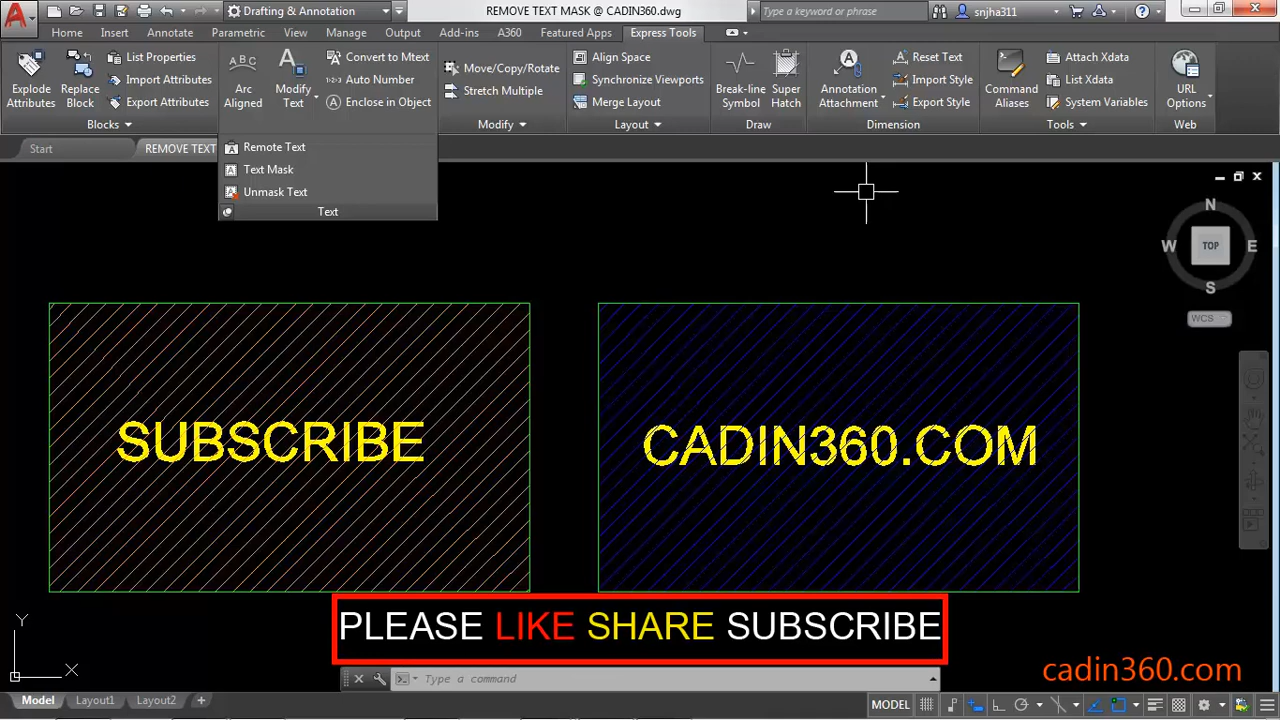 Drafting & Annotation
REMOVE TEXT MASK @ CADIN360.dwg
Type a keyword or phrase
snjha311
Home
Insert
Annotate
Parametric
View
Manage
Output
Add-ins
A360
Featured Apps
Express Tools
Explode Attributes
Replace Block
List Properties
Import Attributes
Export Attributes
Blocks
Arc Aligned
Modify Text
Convert to Mtext
Auto Number
Enclose in Object
Move/Copy/Rotate
Stretch Multiple
Modify
Align Space
Synchronize Viewports
Merge Layout
Layout
Break-line Symbol
Super Hatch
Draw
Annotation Attachment
Reset Text
Import Style
Export Style
Dimension
Command Aliases
Attach Xdata
List Xdata
System Variables
Tools
URL Options
Web
Start
REMOVE TEXT
Remote Text
Text Mask
Unmask Text
Text
N
W
TOP
E
S
WCS
SUBSCRIBE
CADIN360.COM
PLEASE LIKE SHARE SUBSCRIBE
Y
X
Type a command
cadin360.com
Model
Layout1
Layout2
+
MODEL